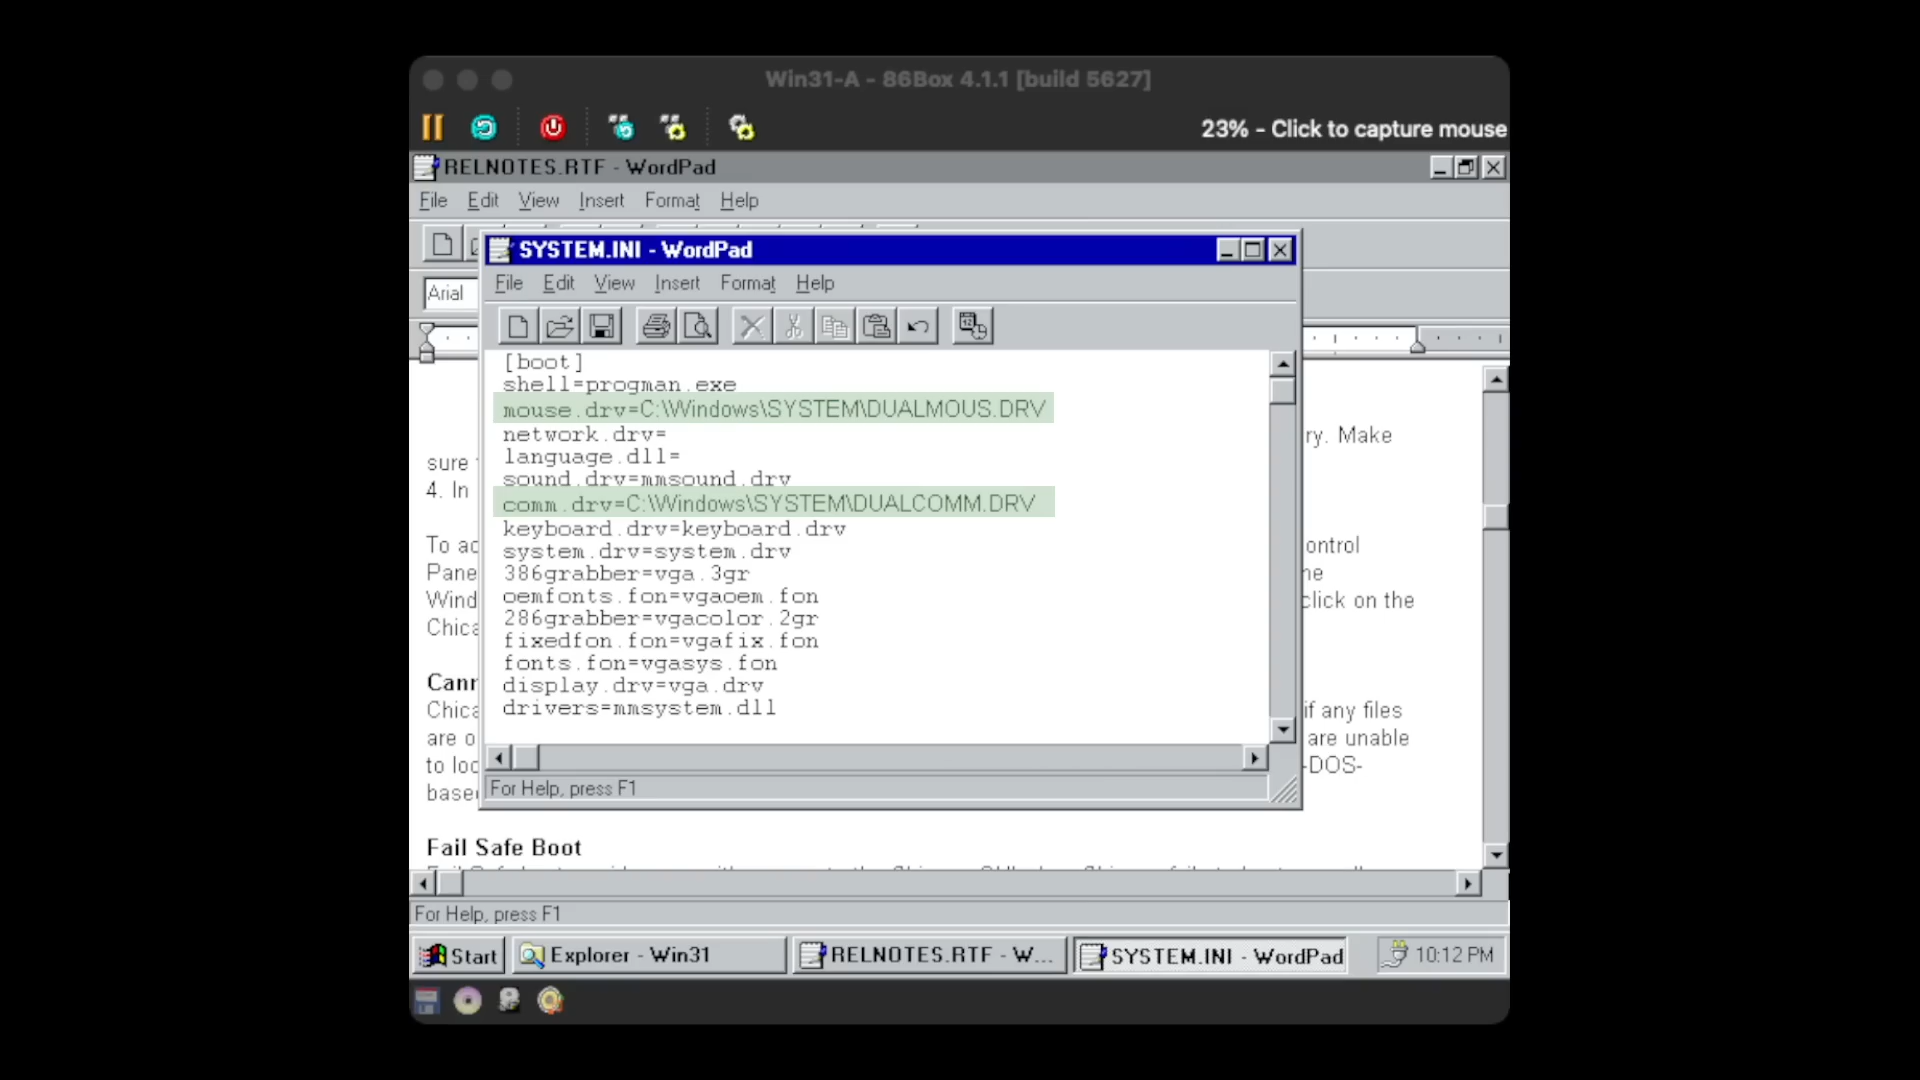 Win31-A - 86Box 4.1.1 [build 5627]
23% - Click to capture mouse
RELNOTES.RTF - WordPad
File Edit View Insert Format Help
SYSTEM.INI - WordPad
File Edit View Insert Format Help
Arial
[boot]
shell=progman.exe
mouse.drv=C:\Windows\SYSTEM\DUALMOUS.DRV
network.drv=
language.dll=
sound.drv=mmsound.drv
comm.drv=C:\Windows\SYSTEM\DUALCOMM.DRV
keyboard.drv=keyboard.drv
system.drv=system.drv
386grabber=vga.3gr
oemfonts.fon=vgaoem.fon
286grabber=vgacolor.2gr
fixedfon.fon=vgafix.fon
fonts.fon=vgasys.fon
display.drv=vga.drv
drivers=mmsystem.dll
For Help, press F1
ry. Make
sure
4. In
To ac ontrol
Pane ne
Wind click on the
Chica
Cann
Chica if any files
are o are unable
to loc -DOS-
base
Fail Safe Boot
For Help, press F1
Start
Explorer - Win31
RELNOTES.RTF - W...
SYSTEM.INI - WordPad
10:12 PM